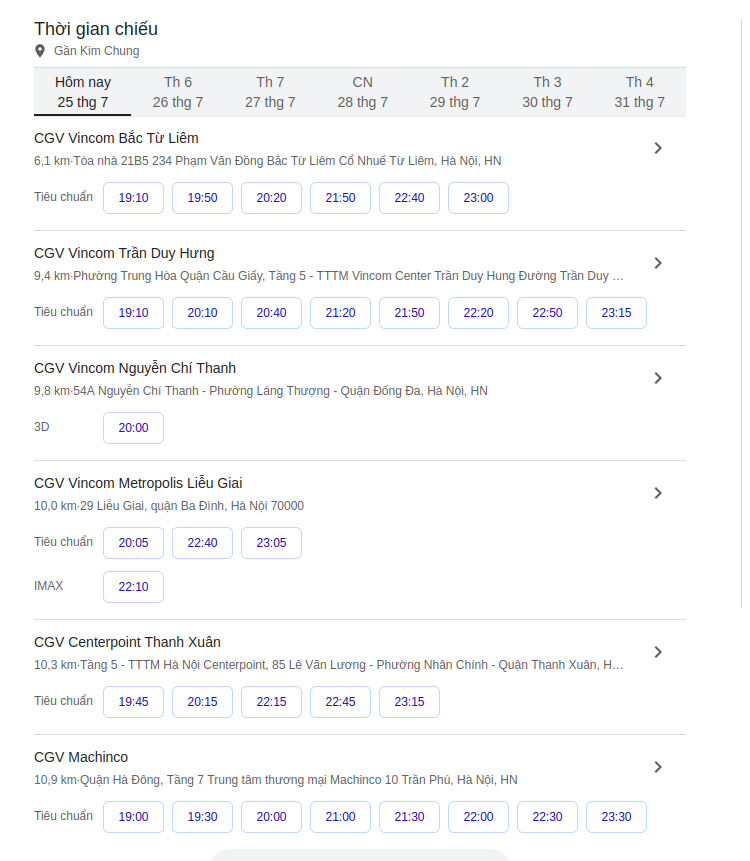 Thời gian chiếu
Gần Kim Chung
Hôm nay Th 6 Th 7 CN Th 2 Th 3 Th 4
25 thg 7 26 thg 7 27 thg 7 28 thg 7 29 thg 7 30 thg 7 31 thg 7
CGV Vincom Bắc Từ Liêm
6,1 km·Tòa nhà 21B5 234 Phạm Văn Đồng Bắc Từ Liêm Cổ Nhuế Từ Liêm, Hà Nội, HN
Tiêu chuẩn 19:10 19:50 20:20 21:50 22:40 23:00
CGV Vincom Trần Duy Hưng
9,4 km·Phường Trung Hòa Quận Cầu Giấy, Tầng 5 - TTTM Vincom Center Trần Duy Hung Đường Trần Duy …
Tiêu chuẩn 19:10 20:10 20:40 21:20 21:50 22:20 22:50 23:15
CGV Vincom Nguyễn Chí Thanh
9,8 km·54A Nguyễn Chí Thanh - Phường Láng Thượng - Quận Đống Đa, Hà Nội, HN
3D 20:00
CGV Vincom Metropolis Liễu Giai
10,0 km·29 Liễu Giai, quận Ba Đình, Hà Nội 70000
Tiêu chuẩn 20:05 22:40 23:05
IMAX 22:10
CGV Centerpoint Thanh Xuân
10,3 km·Tầng 5 - TTTM Hà Nội Centerpoint, 85 Lê Văn Lương - Phường Nhân Chính - Quận Thanh Xuân, H…
Tiêu chuẩn 19:45 20:15 22:15 22:45 23:15
CGV Machinco
10,9 km·Quận Hà Đông, Tầng 7 Trung tâm thương mại Machinco 10 Trần Phú, Hà Nội, HN
Tiêu chuẩn 19:00 19:30 20:00 21:00 21:30 22:00 22:30 23:30